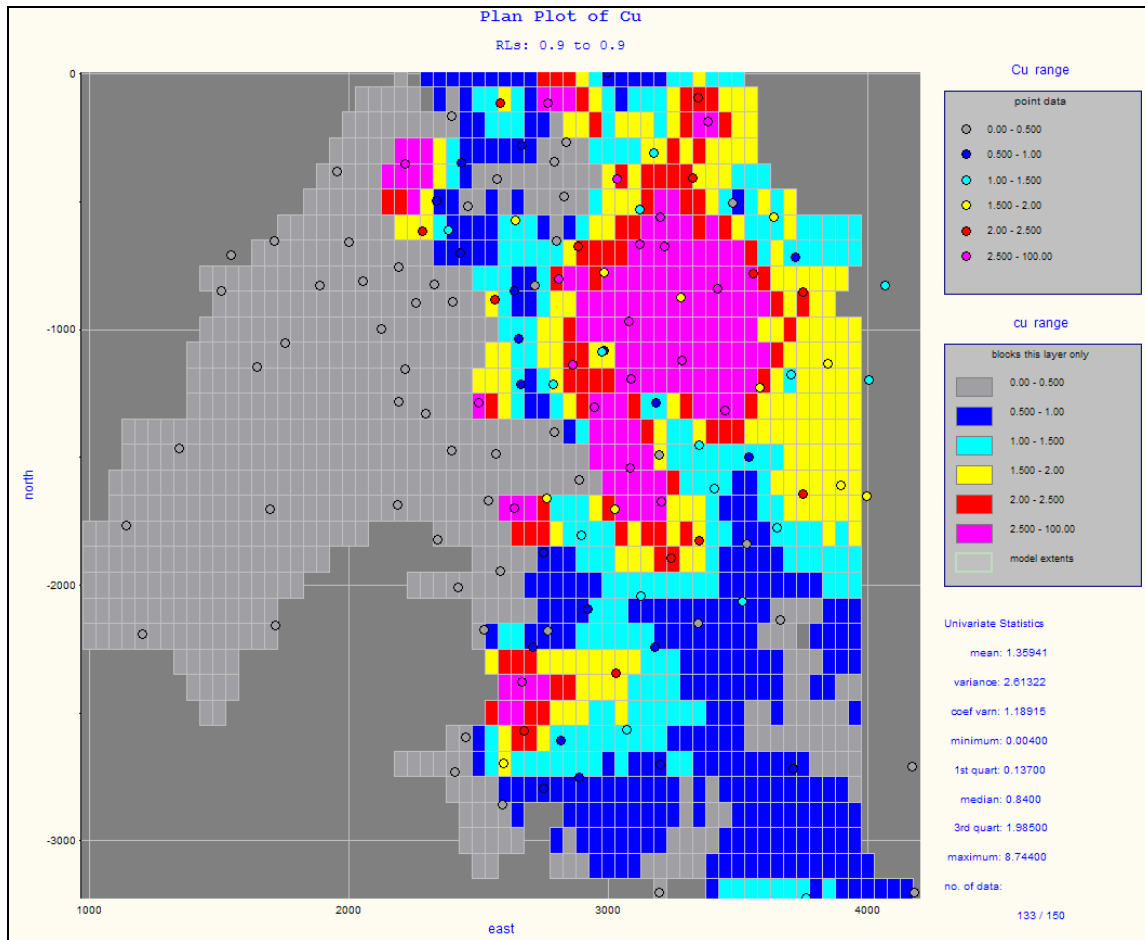 Plan Plot of Cu
RLs: 0.9 to 0.9
0
-1000
-2000
-3000
north
1000
2000
3000
4000
east
Cu range
point data
0.00 - 0.500
0.500 - 1.00
1.00 - 1.500
1.500 - 2.00
2.00 - 2.500
2.500 - 100.00
cu range
blocks this layer only
0.00 - 0.500
0.500 - 1.00
1.00 - 1.500
1.500 - 2.00
2.00 - 2.500
2.500 - 100.00
model extents
Univariate Statistics
mean: 1.35941
variance: 2.61322
coef varn: 1.18915
minimum: 0.00400
1st quart: 0.13700
median: 0.8400
3rd quart: 1.98500
maximum: 8.74400
no. of data:
133 / 150